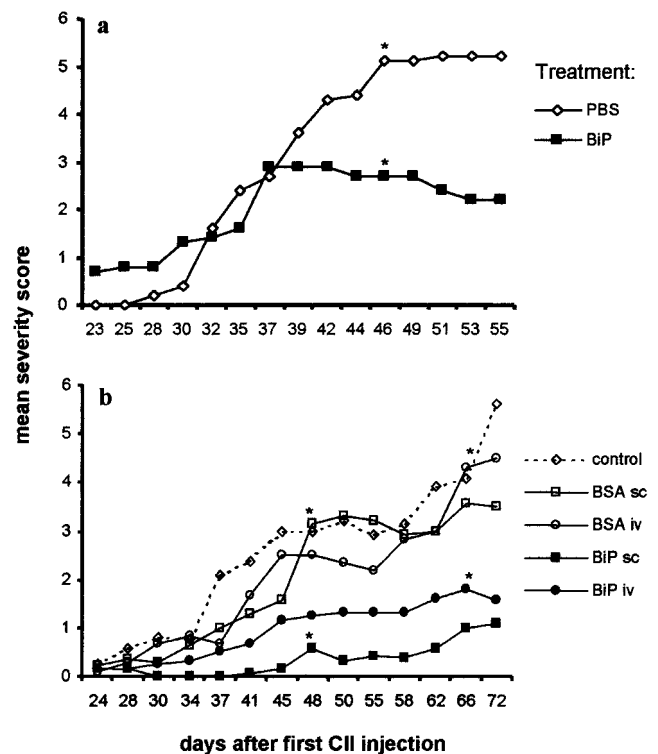 a
6
5
4
3
2
1
0
*
*
23 25 28 30 32 35 37 39 42 44 46 49 51 53 55
Treatment:
PBS
BiP
mean severity score
b
6
5
4
3
2
1
0
*
*
*
*
24 28 30 34 37 41 45 48 50 55 58 62 66 72
control
BSA sc
BSA iv
BiP sc
BiP iv
days after first CII injection